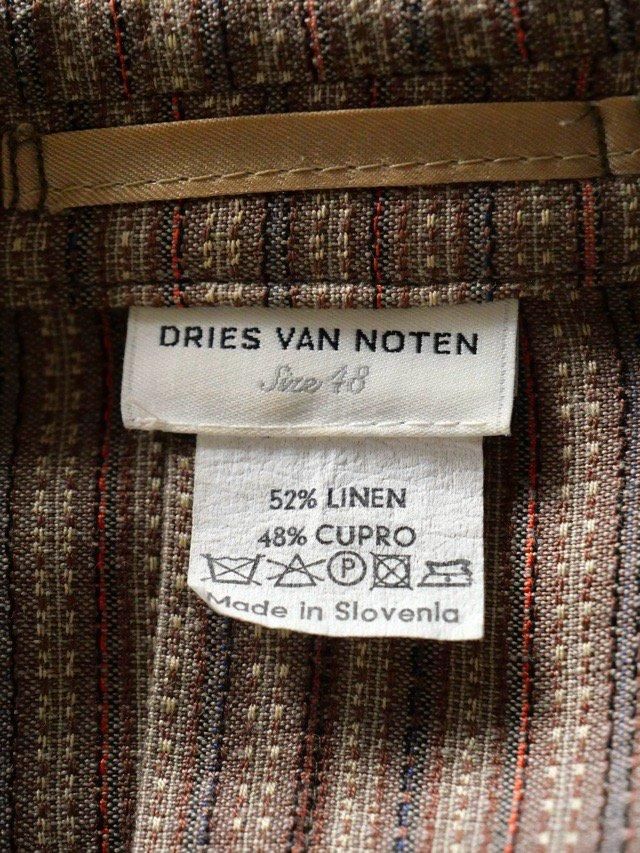 DRIES VAN NOTEN
Size 48
52% LINEN
48% CUPRO
P
Made in Slovenia